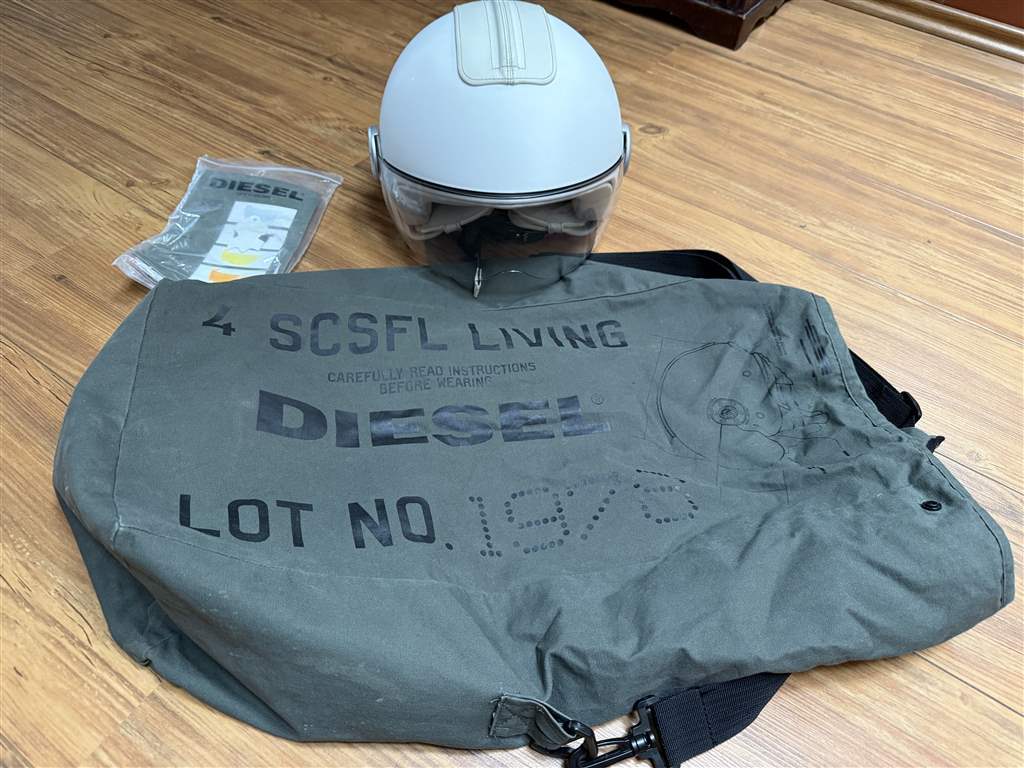 DIESEL
4 SCSFL LIVING
CAREFULLY READ INSTRUCTIONS
BEFORE WEARING
DIESEL®
LOT NO. 1978